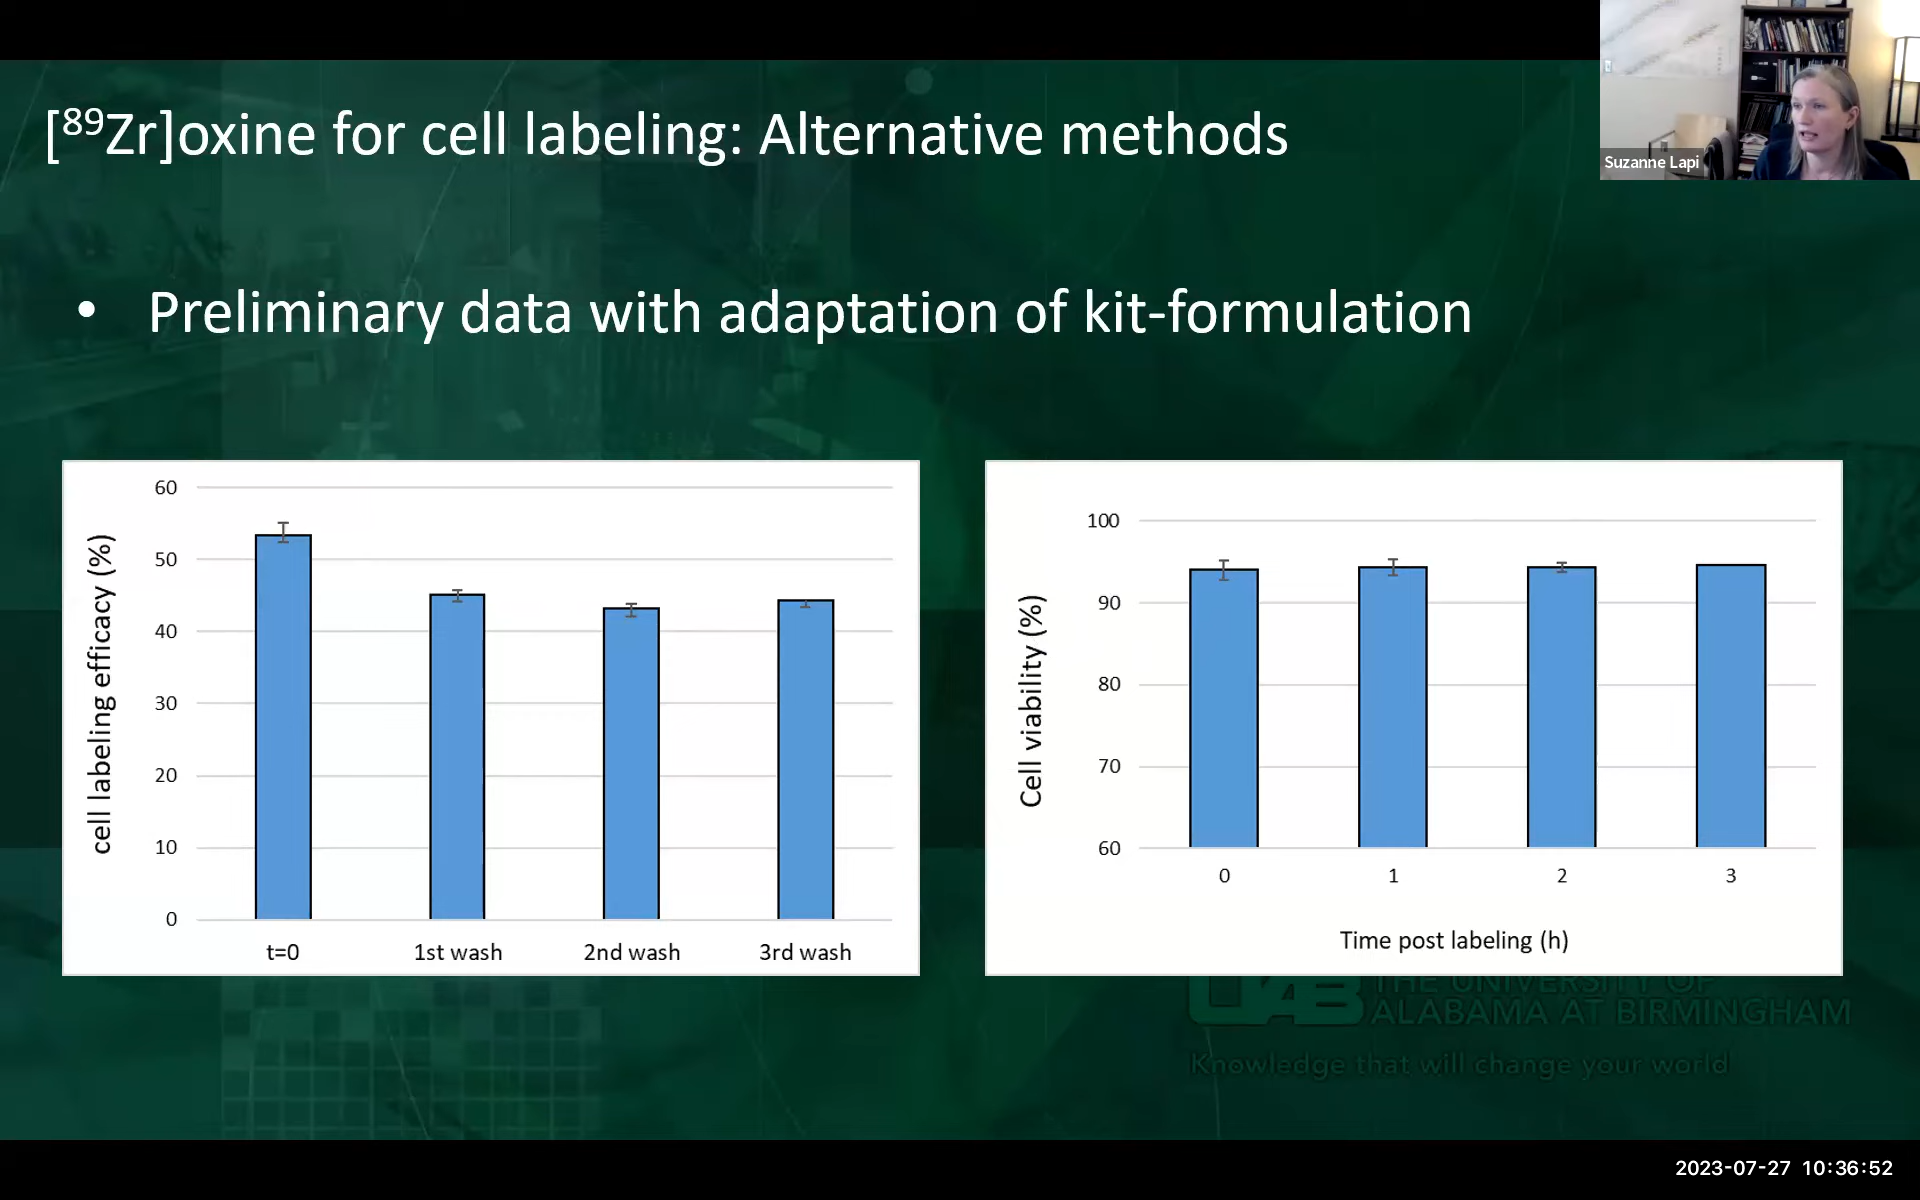 [⁸⁹Zr]oxine for cell labeling: Alternative methods
Suzanne Lapi
• Preliminary data with adaptation of kit-formulation
cell labeling efficacy (%)
60
50
40
30
20
10
0
t=0 1st wash 2nd wash 3rd wash
Cell viability (%)
100
90
80
70
60
0 1 2 3
Time post labeling (h)
UAB THE UNIVERSITY OF
ALABAMA AT BIRMINGHAM
Knowledge that will change your world
2023-07-27 10:36:52